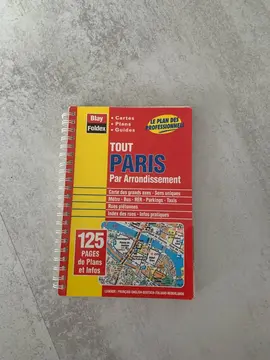 Blay
Foldex
• Cartes
• Plans
• Guides
LE PLAN DES
PROFESSIONNELS
TOUT
PARIS
Par Arrondissement
Carte des grands axes - Sens uniques
Métro - Bus - RER - Parkings - Taxis
Rues piétonnes
Index des rues - Infos pratiques
125
PAGES
de Plans
et Infos